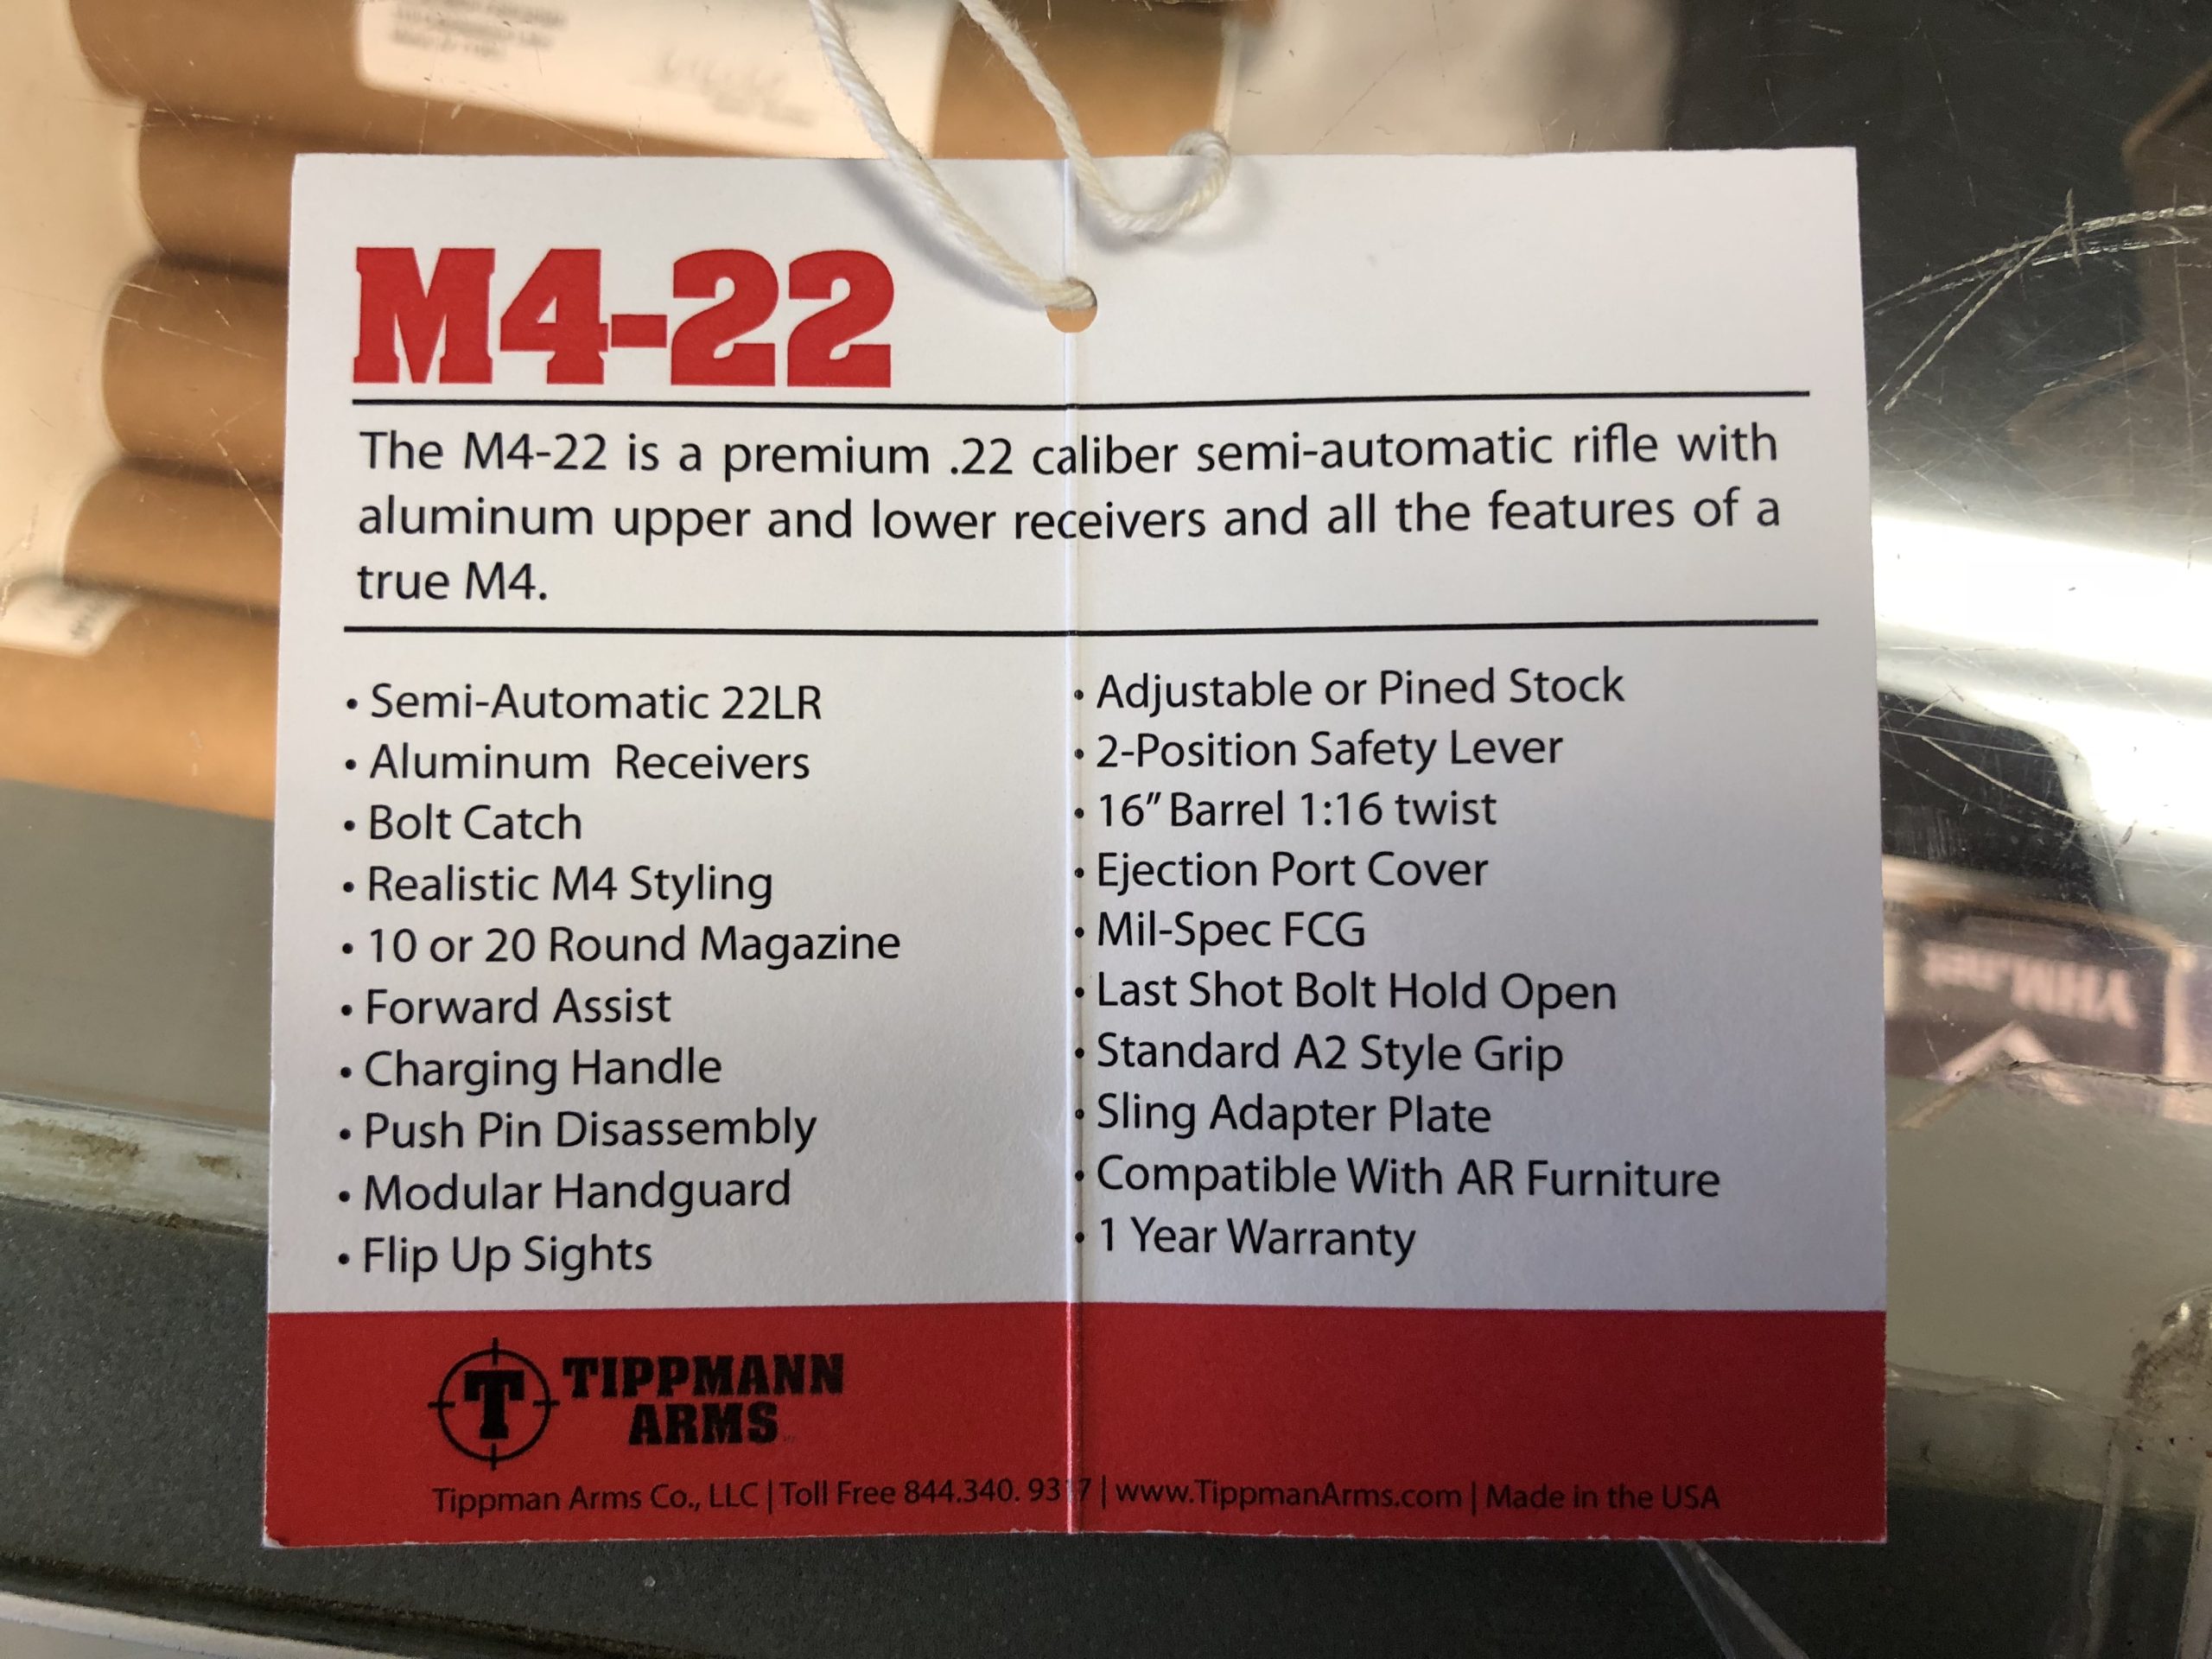 M4-22
The M4-22 is a premium .22 caliber semi-automatic rifle with
aluminum upper and lower receivers and all the features of a
true M4.
• Semi-Automatic 22LR
• Aluminum Receivers
• Bolt Catch
• Realistic M4 Styling
• 10 or 20 Round Magazine
• Forward Assist
• Charging Handle
• Push Pin Disassembly
• Modular Handguard
• Flip Up Sights
• Adjustable or Pined Stock
• 2-Position Safety Lever
• 16” Barrel 1:16 twist
• Ejection Port Cover
• Mil-Spec FCG
• Last Shot Bolt Hold Open
• Standard A2 Style Grip
• Sling Adapter Plate
• Compatible With AR Furniture
• 1 Year Warranty
T TIPPMANN
ARMS
Tippman Arms Co., LLC | Toll Free 844.340. 9317 | www.TippmanArms.com | Made in the USA
YHM.net